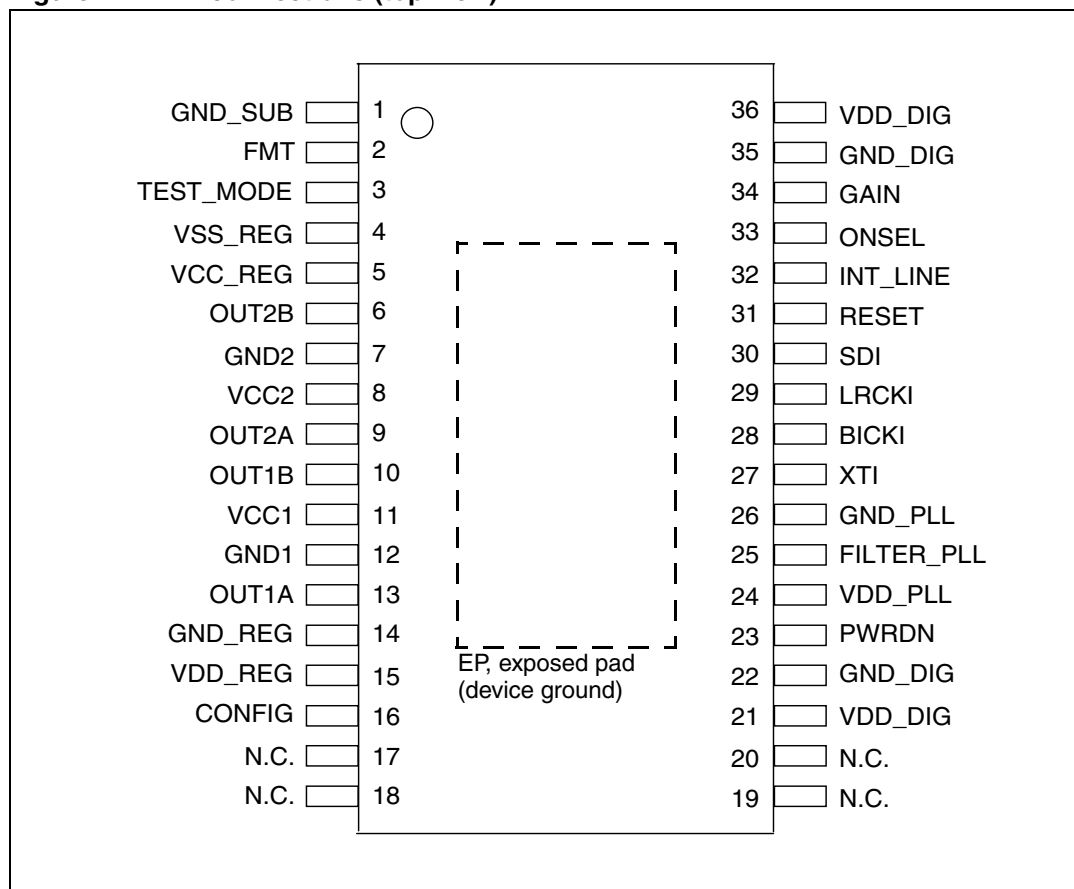 GND_SUB 1 36 VDD_DIG
FMT 2 35 GND_DIG
TEST_MODE 3 34 GAIN
VSS_REG 4 33 ONSEL
VCC_REG 5 32 INT_LINE
OUT2B 6 31 RESET
GND2 7 30 SDI
VCC2 8 29 LRCKI
OUT2A 9 28 BICKI
OUT1B 10 27 XTI
VCC1 11 26 GND_PLL
GND1 12 25 FILTER_PLL
OUT1A 13 24 VDD_PLL
GND_REG 14 23 PWRDN
VDD_REG 15 22 GND_DIG
CONFIG 16 21 VDD_DIG
N.C. 17 20 N.C.
N.C. 18 19 N.C.
EP, exposed pad
(device ground)